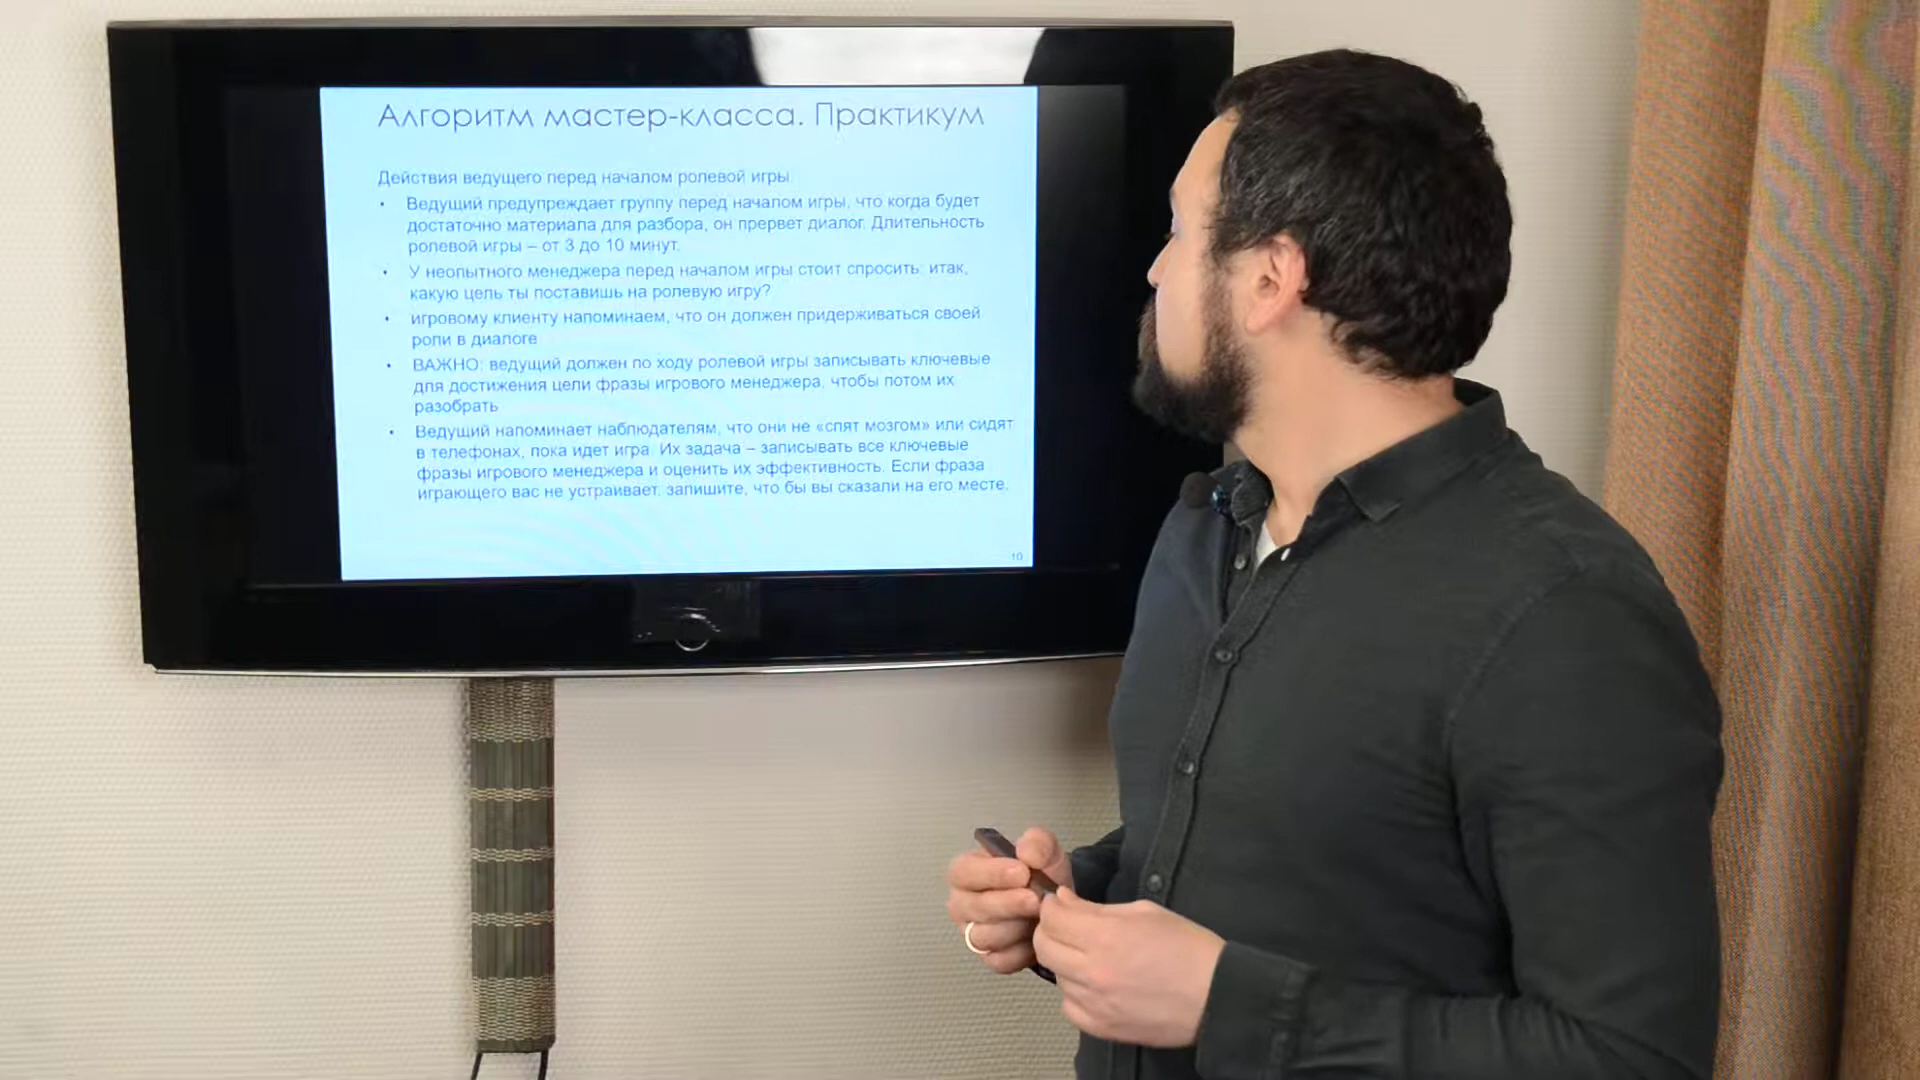 Алгоритм мастер-класса. Практикум
Действия ведущего перед началом ролевой игры:
• Ведущий предупреждает группу перед началом игры, что когда будет
достаточно материала для разбора, он прервет диалог. Длительность
ролевой игры – от 3 до 10 минут.
• У неопытного менеджера перед началом игры стоит спросить: итак,
какую цель ты поставишь на ролевую игру?
• игровому клиенту напоминаем, что он должен придерживаться своей
роли в диалоге
• ВАЖНО: ведущий должен по ходу ролевой игры записывать ключевые
для достижения цели фразы игрового менеджера, чтобы потом их
разобрать
• Ведущий напоминает наблюдателям, что они не «спят мозгом» или сидят
в телефонах, пока идет игра. Их задача – записывать все ключевые
фразы игрового менеджера и оценить их эффективность. Если фраза
играющего вас не устраивает: запишите, что бы вы сказали на его месте.
10